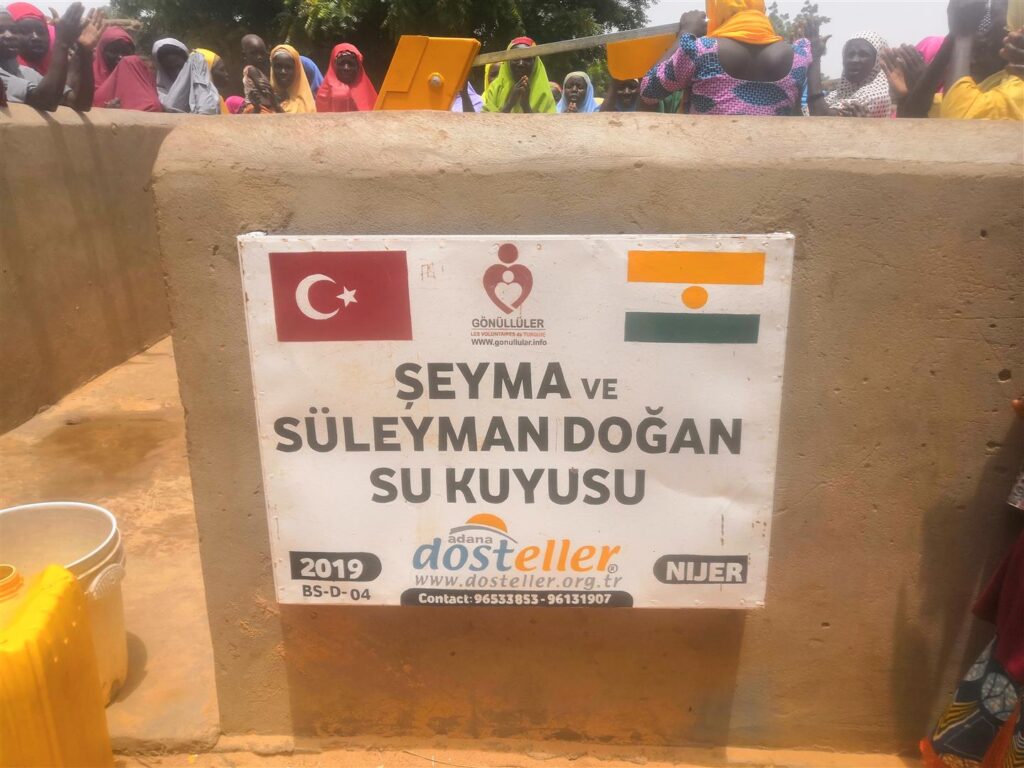 GÖNÜLLÜLER
LES VOLONTAIRES de TURQUIE
www.gonullular.info
ŞEYMA VE
SÜLEYMAN DOĞAN
SU KUYUSU
adana
dosteller®
www.dosteller.org.tr
2019
BS-D-04
NIJER
Contact: 96533853 - 96131907